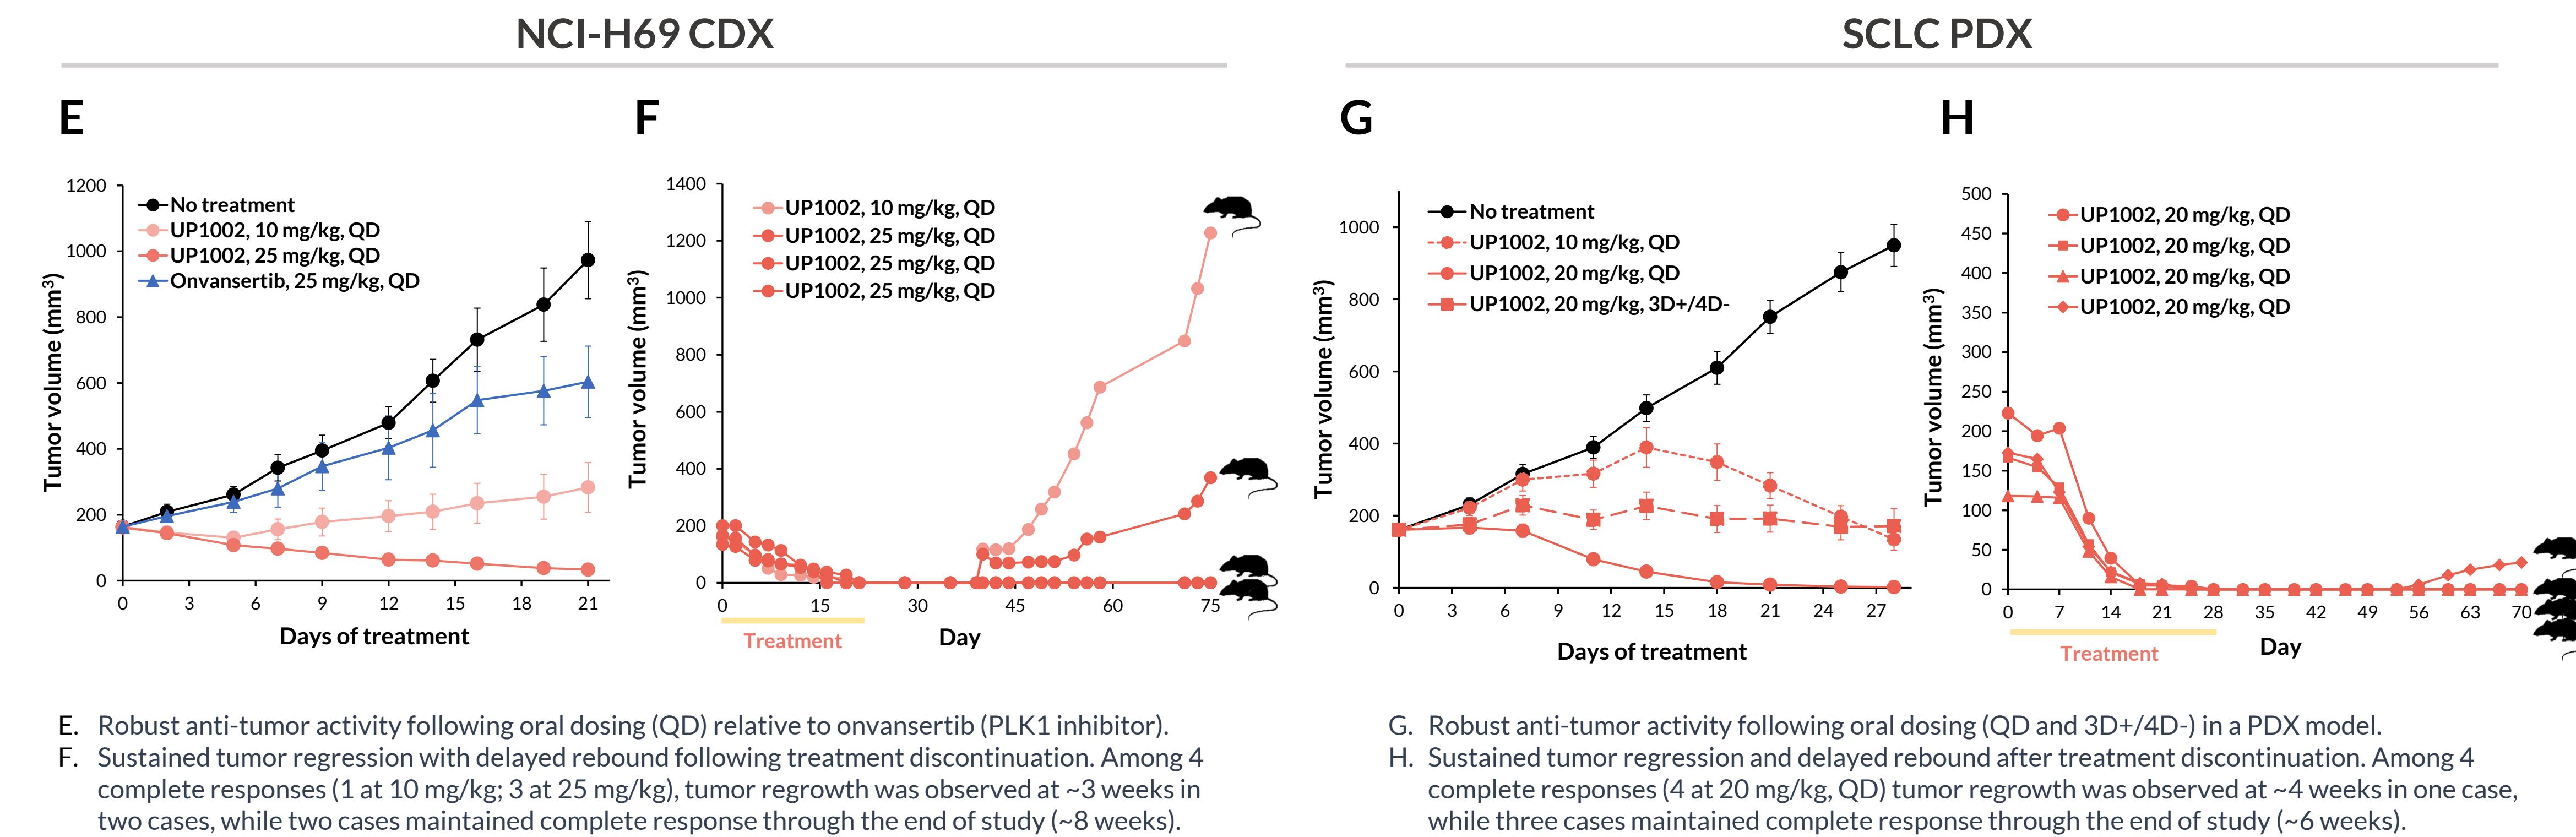 NCI-H69 CDX
SCLC PDX
E
F
G
H
1200
1000
800
600
400
200
0
0 3 6 9 12 15 18 21
Tumor volume (mm³)
Days of treatment
No treatment
UP1002, 10 mg/kg, QD
UP1002, 25 mg/kg, QD
Onvansertib, 25 mg/kg, QD
1400
1200
1000
800
600
400
200
0
0 15 30 45 60 75
Tumor volume (mm³)
Treatment
Day
UP1002, 10 mg/kg, QD
UP1002, 25 mg/kg, QD
UP1002, 25 mg/kg, QD
UP1002, 25 mg/kg, QD
1000
800
600
400
200
0
0 3 6 9 12 15 18 21 24 27
Tumor volume (mm³)
Days of treatment
No treatment
UP1002, 10 mg/kg, QD
UP1002, 20 mg/kg, QD
UP1002, 20 mg/kg, 3D+/4D-
500
450
400
350
300
250
200
150
100
50
0
0 7 14 21 28 35 42 49 56 63 70
Tumor volume (mm³)
Treatment
Day
UP1002, 20 mg/kg, QD
UP1002, 20 mg/kg, QD
UP1002, 20 mg/kg, QD
UP1002, 20 mg/kg, QD
E. Robust anti-tumor activity following oral dosing (QD) relative to onvansertib (PLK1 inhibitor).
F. Sustained tumor regression with delayed rebound following treatment discontinuation. Among 4
complete responses (1 at 10 mg/kg; 3 at 25 mg/kg), tumor regrowth was observed at ~3 weeks in
two cases, while two cases maintained complete response through the end of study (~8 weeks).
G. Robust anti-tumor activity following oral dosing (QD and 3D+/4D-) in a PDX model.
H. Sustained tumor regression and delayed rebound after treatment discontinuation. Among 4
complete responses (4 at 20 mg/kg, QD) tumor regrowth was observed at ~4 weeks in one case,
while three cases maintained complete response through the end of study (~6 weeks).